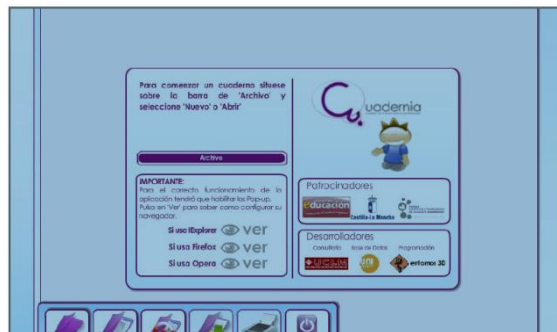 Para comenzar un cuaderno sitúese
sobre la barra de 'Archivo' y
seleccione 'Nuevo' o 'Abrir'
Archivo
IMPORTANTE:
Para el correcto funcionamiento de la
aplicación tendrá que habilitar los Pop-up.
Pulse en 'Ver' para saber como configurar su
navegador.
Si usa IExplorer ver
Si usa Firefox ver
Si usa Opera ver
Cuadernia
Patrocinadores
educación
Castilla-La Mancha
Desarrolladores
Consultoría Base de Datos Programación
UCLM
entornos 3D